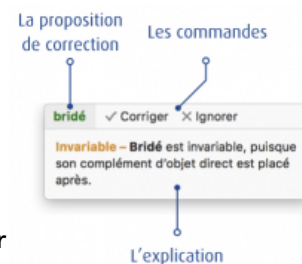 La proposition
de correction
Les commandes
bridé ✓ Corriger ✕ Ignorer
Invariable – Bridé est invariable, puisque
son complément d'objet direct est placé
après.
r
L'explication